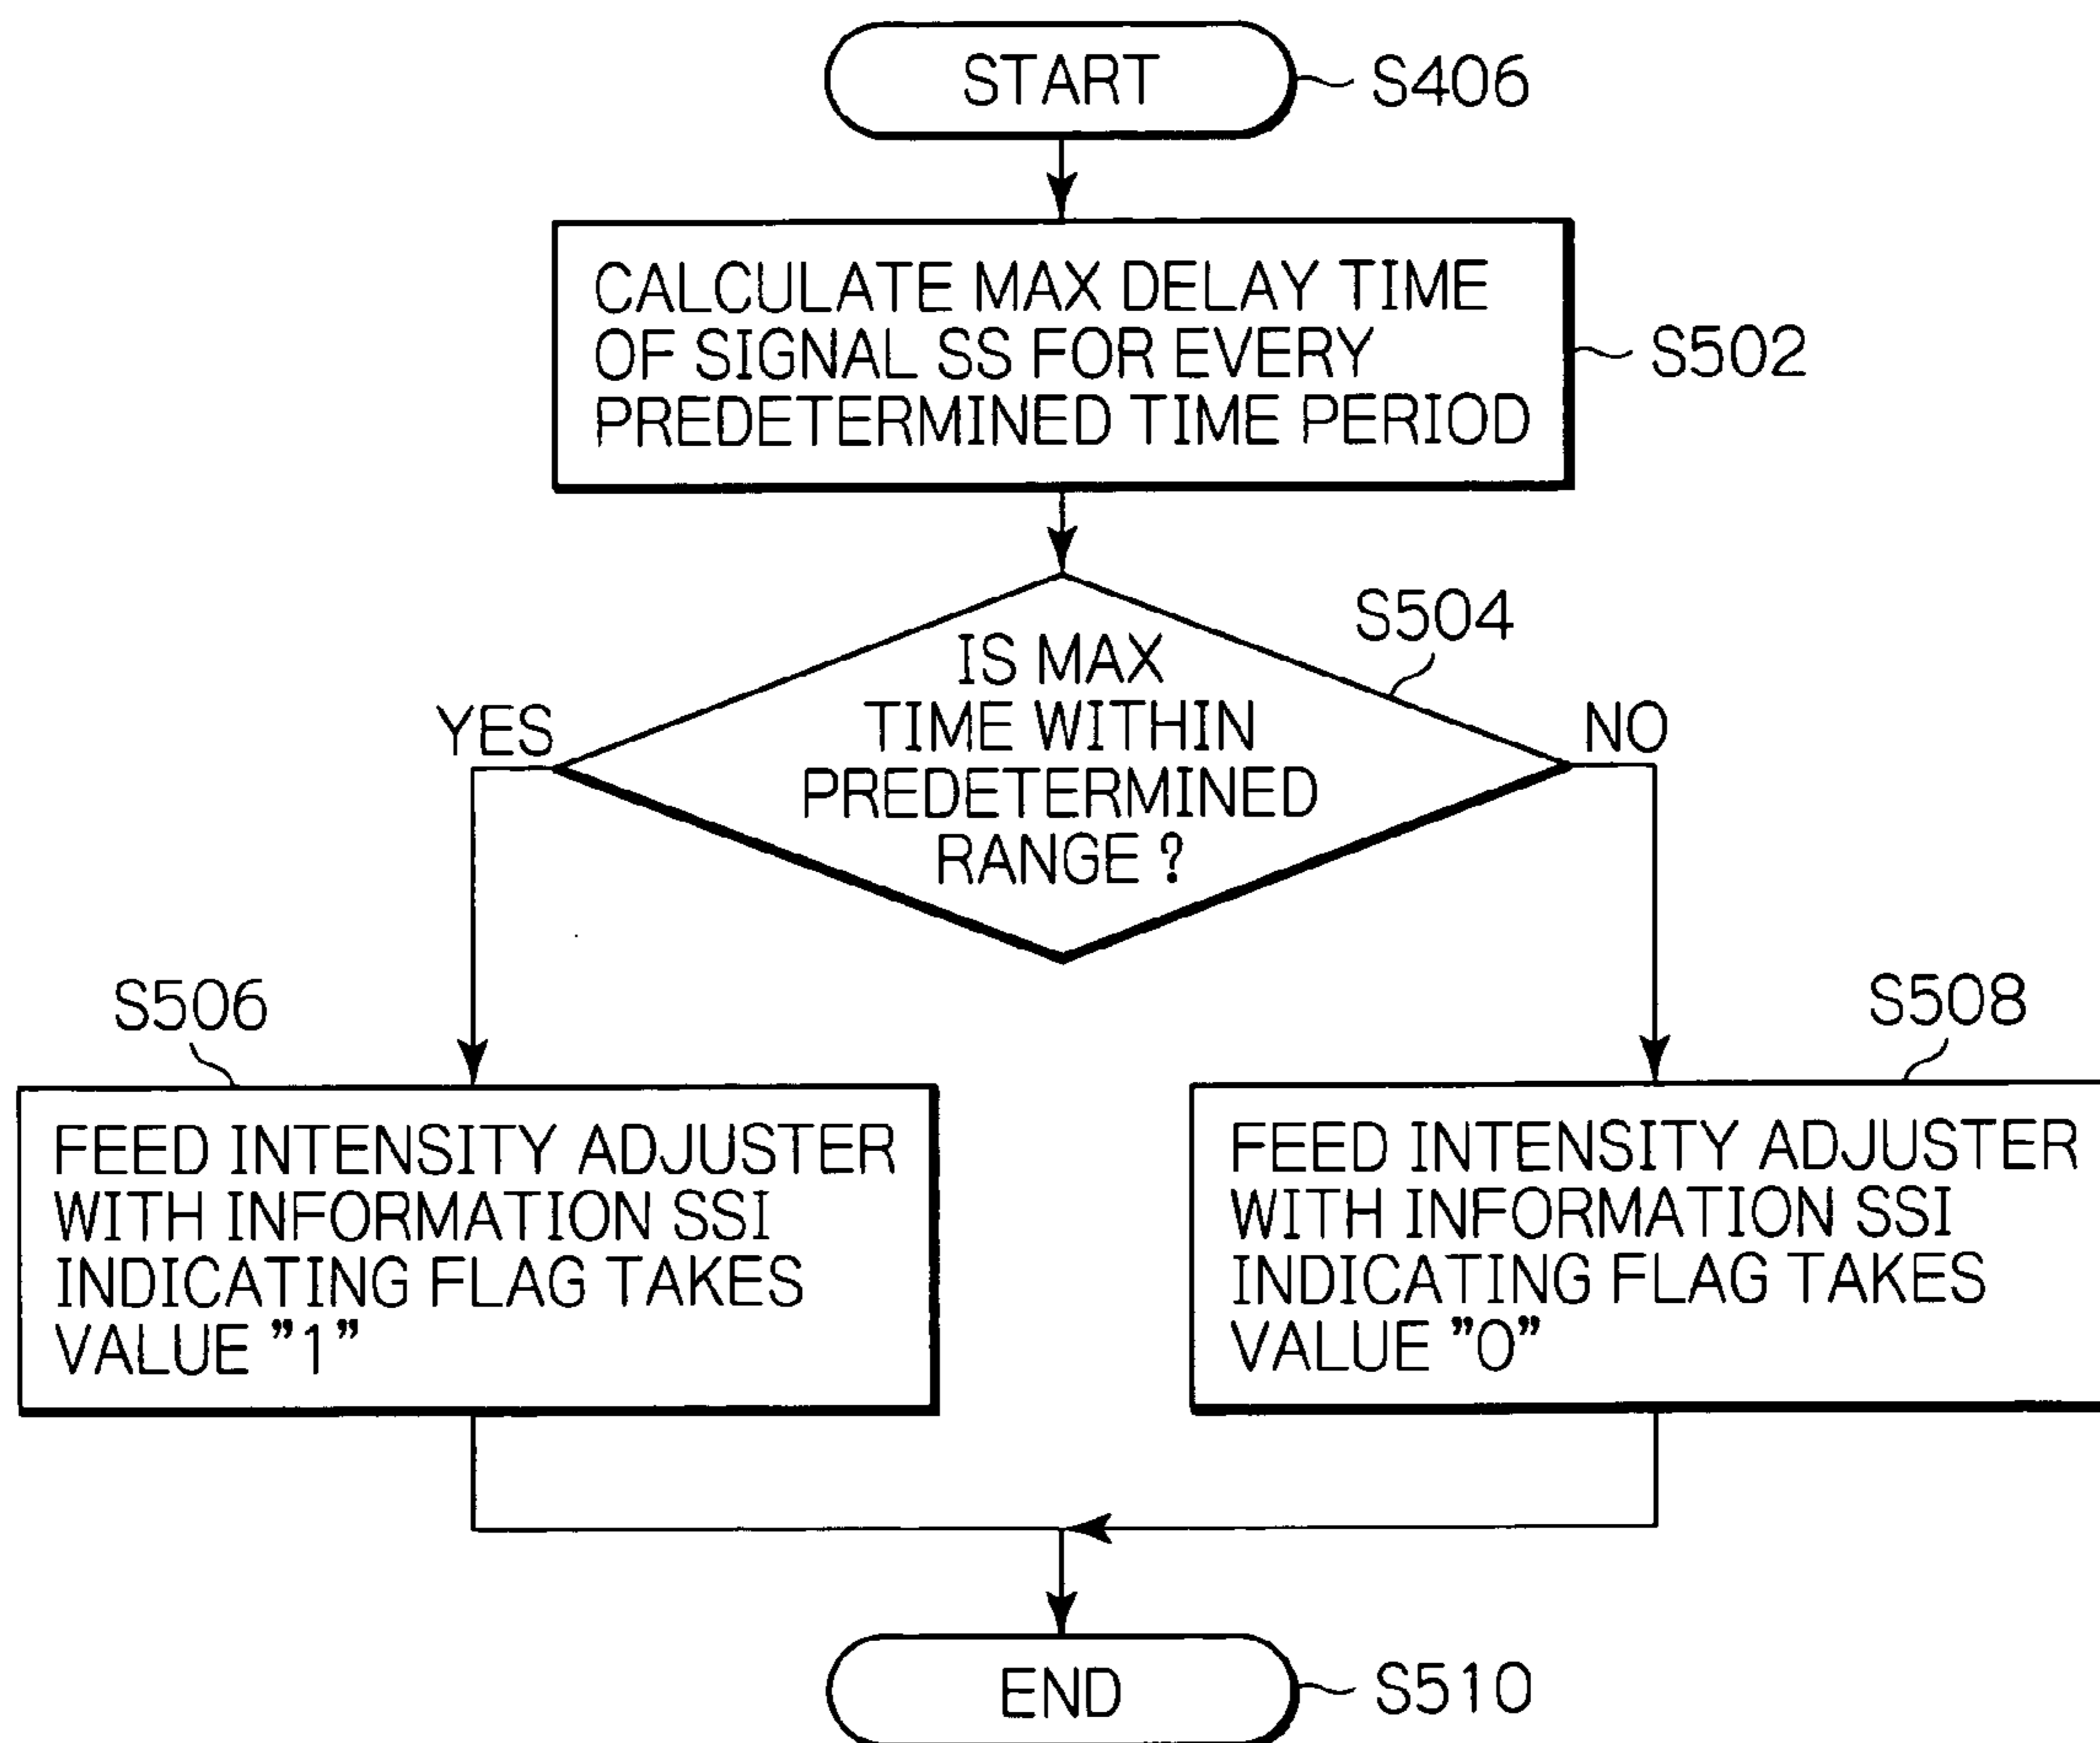 START
S406
CALCULATE MAX DELAY TIME
OF SIGNAL SS FOR EVERY
PREDETERMINED TIME PERIOD
S502
S504
IS MAX
TIME WITHIN
PREDETERMINED
RANGE ?
YES
NO
S506
S508
FEED INTENSITY ADJUSTER
WITH INFORMATION SSI
INDICATING FLAG TAKES
VALUE ”1”
FEED INTENSITY ADJUSTER
WITH INFORMATION SSI
INDICATING FLAG TAKES
VALUE ”0”
END
S510